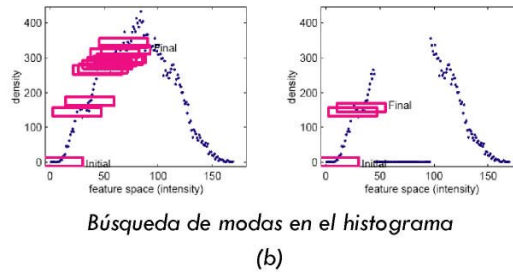 400
300
200
100
0
density
Final
Initial
0 50 100 150
feature space (intensity)
400
300
200
100
0
density
Final
Initial
0 50 100 150
feature space (intensity)
Búsqueda de modas en el histograma
(b)